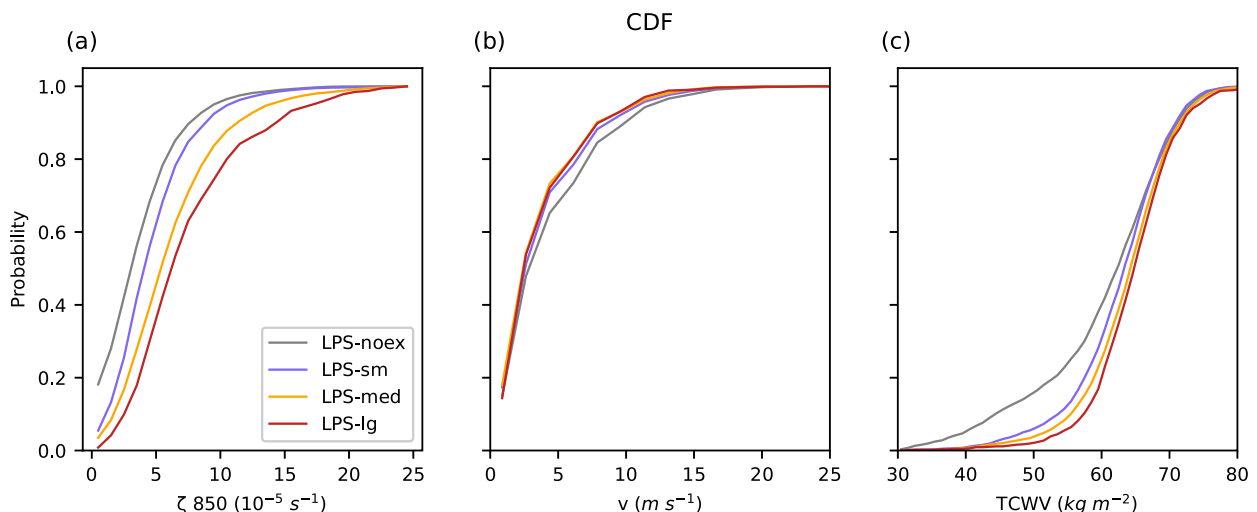 CDF
(a)
(b)
(c)
Probability
1.0
0.8
0.6
0.4
0.2
0.0
LPS-noex
LPS-sm
LPS-med
LPS-lg
0 5 10 15 20 25
0 5 10 15 20 25
30 40 50 60 70 80
ζ 850 (10⁻⁵ s⁻¹)
v (m s⁻¹)
TCWV (kg m⁻²)